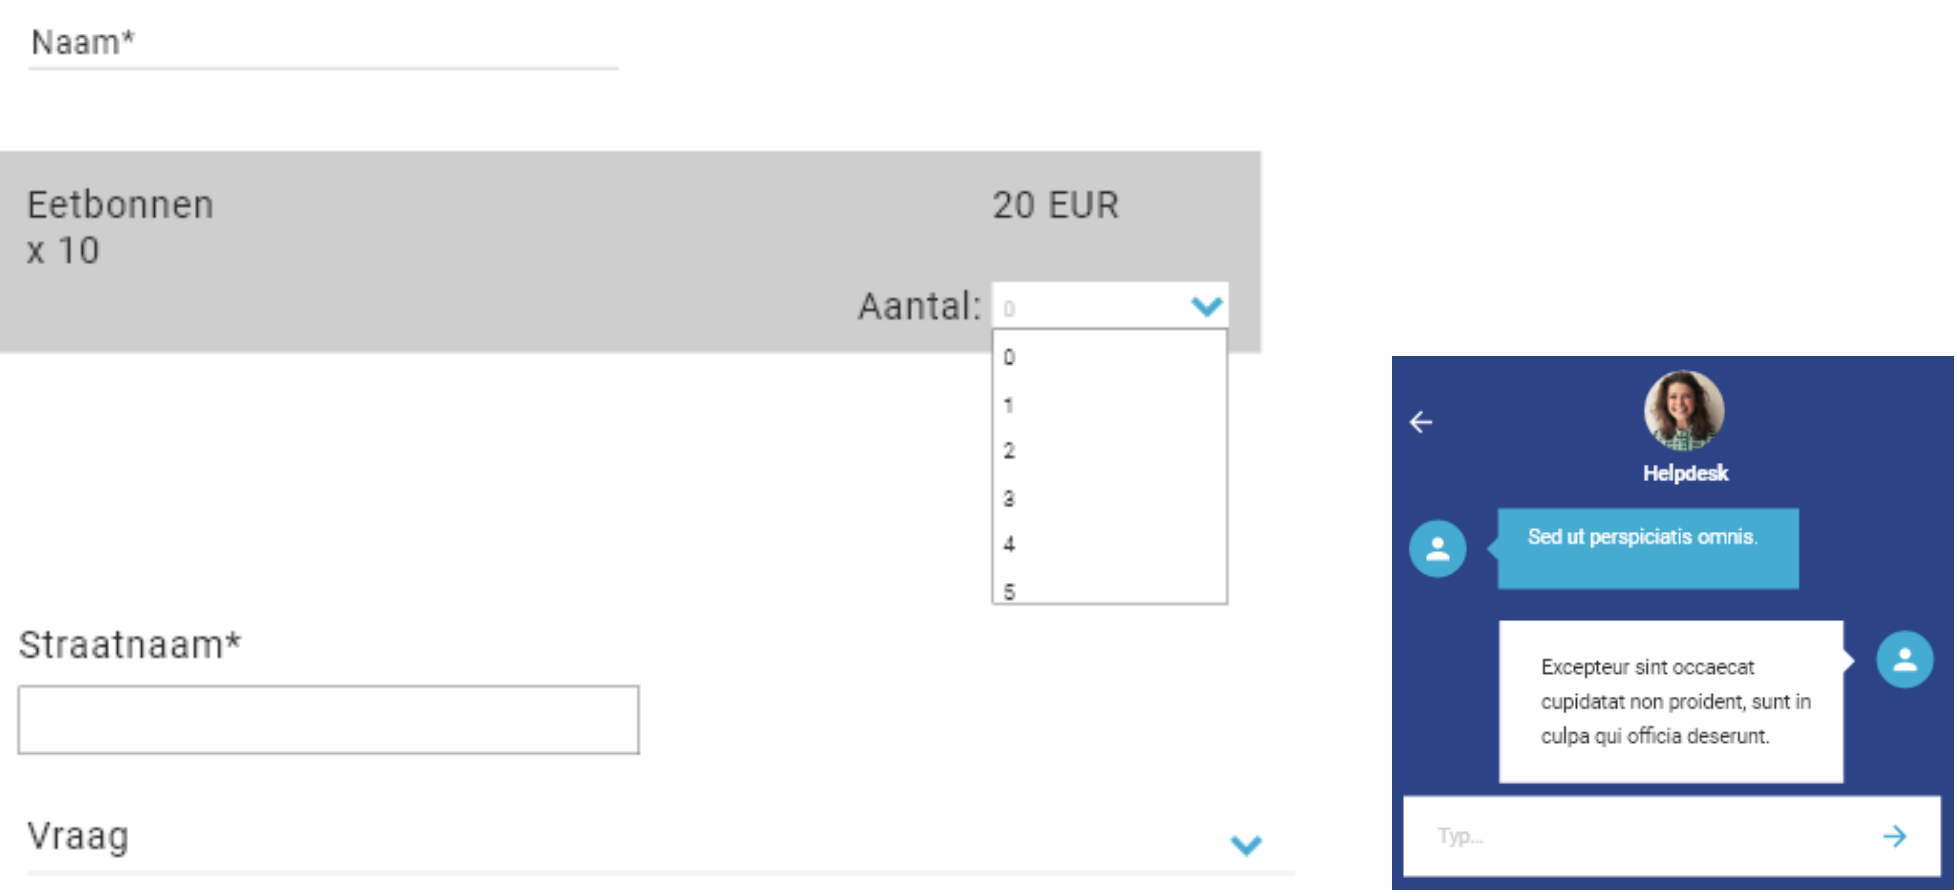 Naam*
Eetbonnen
x 10
20 EUR
Aantal:
0
0
1
2
3
4
5
Straatnaam*
Vraag
Helpdesk
Sed ut perspiciatis omnis.
Excepteur sint occaecat
cupidatat non proident, sunt in
culpa qui officia deserunt.
Typ...